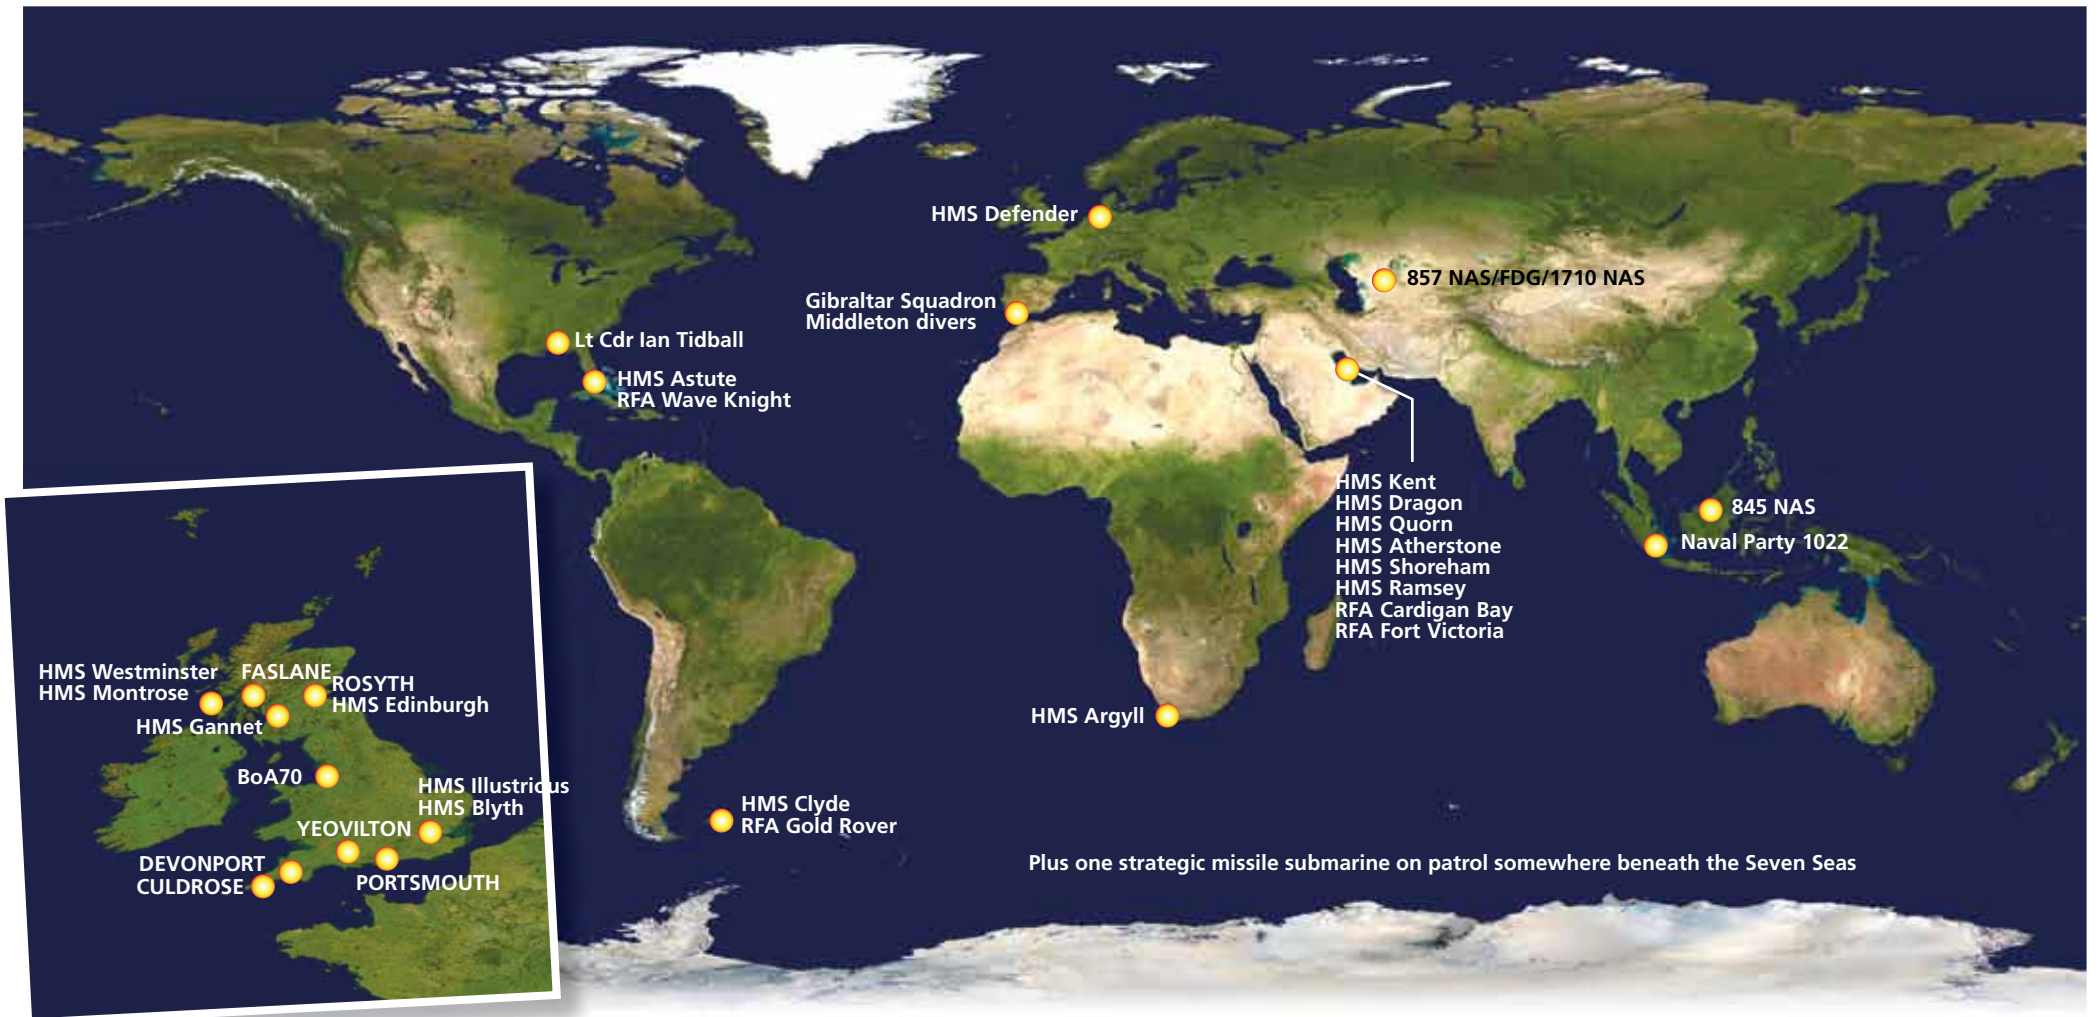 HMS Defender
857 NAS/FDG/1710 NAS
Gibraltar Squadron
Middleton divers
Lt Cdr Ian Tidball
HMS Astute
RFA Wave Knight
HMS Kent
HMS Dragon
HMS Quorn
HMS Atherstone
HMS Shoreham
HMS Ramsey
RFA Cardigan Bay
RFA Fort Victoria
845 NAS
Naval Party 1022
HMS Argyll
HMS Clyde
RFA Gold Rover
Plus one strategic missile submarine on patrol somewhere beneath the Seven Seas
HMS Westminster
HMS Montrose
FASLANE
ROSYTH
HMS Edinburgh
HMS Gannet
BoA70
HMS Illustrious
HMS Blyth
YEOVILTON
DEVONPORT
CULDROSE
PORTSMOUTH